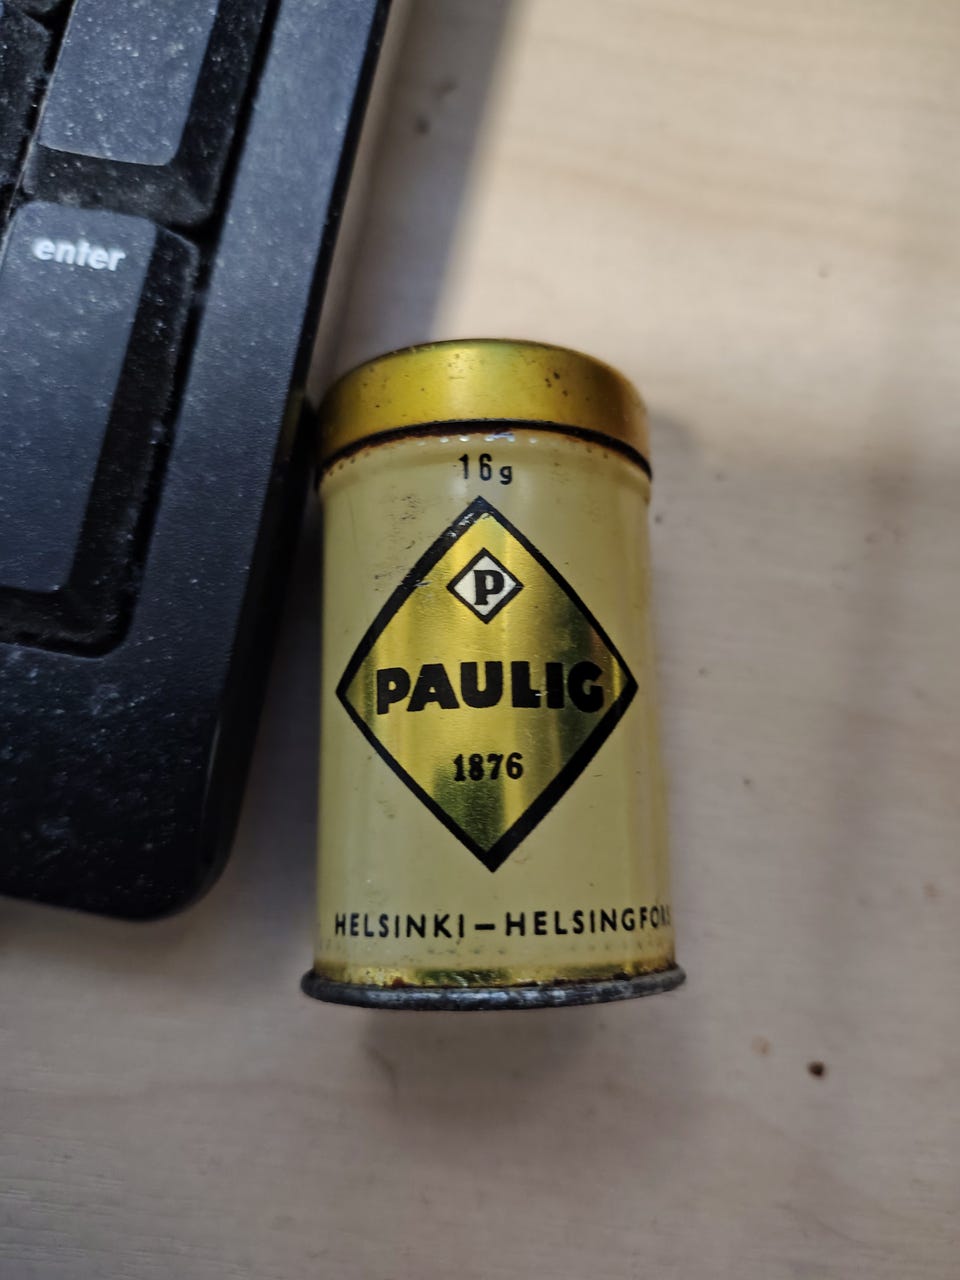 enter
16g
P
PAULIG
1876
HELSINKI – HELSINGFORS